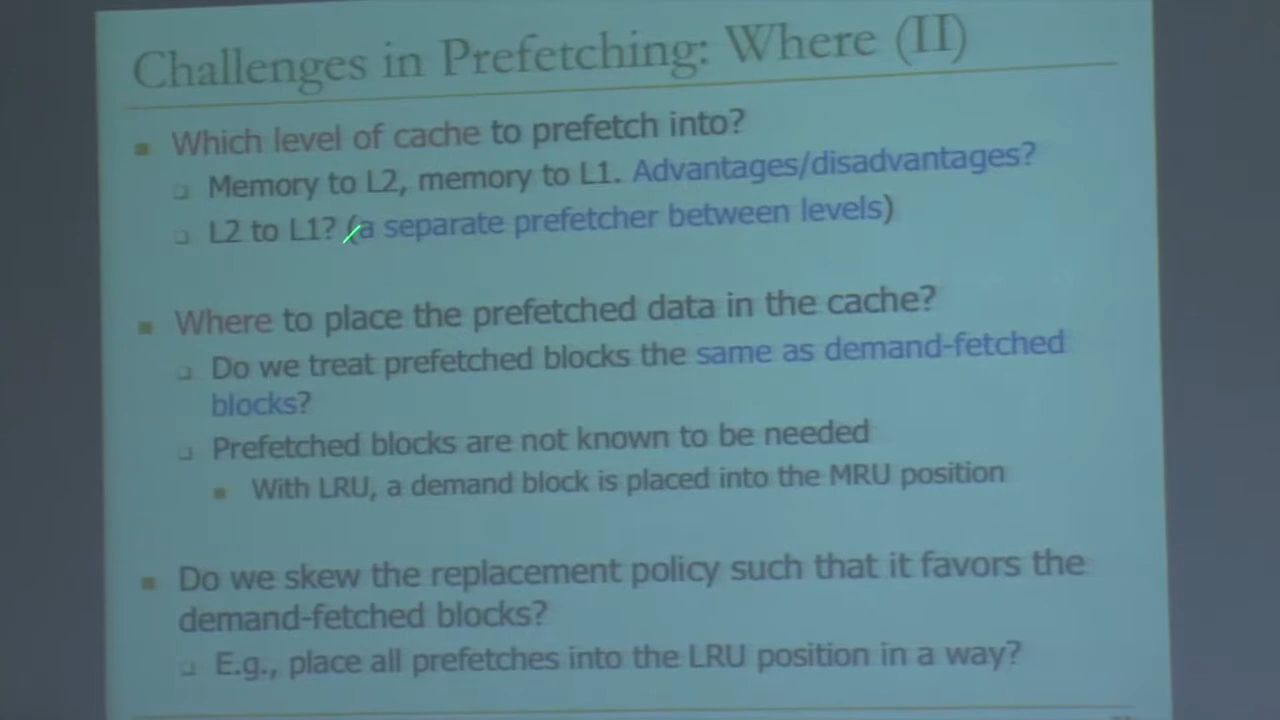 Challenges in Prefetching: Where (II)
Which level of cache to prefetch into?
Memory to L2, memory to L1. Advantages/disadvantages?
L2 to L1? (a separate prefetcher between levels)
Where to place the prefetched data in the cache?
Do we treat prefetched blocks the same as demand-fetched
blocks?
Prefetched blocks are not known to be needed
With LRU, a demand block is placed into the MRU position
Do we skew the replacement policy such that it favors the
demand-fetched blocks?
E.g., place all prefetches into the LRU position in a way?